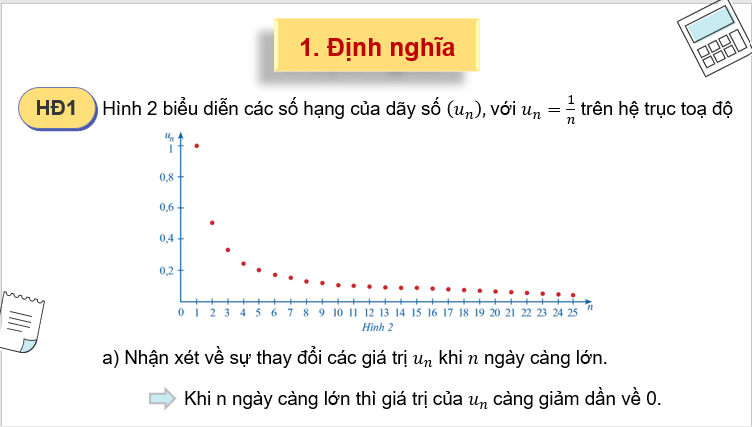 1. Định nghĩa
HĐ1 Hình 2 biểu diễn các số hạng của dãy số (uₙ), với uₙ = 1/n trên hệ trục toạ độ
uₙ
1
0,8
0,6
0,4
0,2
0 1 2 3 4 5 6 7 8 9 10 11 12 13 14 15 16 17 18 19 20 21 22 23 24 25 n
Hình 2
a) Nhận xét về sự thay đổi các giá trị uₙ khi n ngày càng lớn.
Khi n ngày càng lớn thì giá trị của uₙ càng giảm dần về 0.